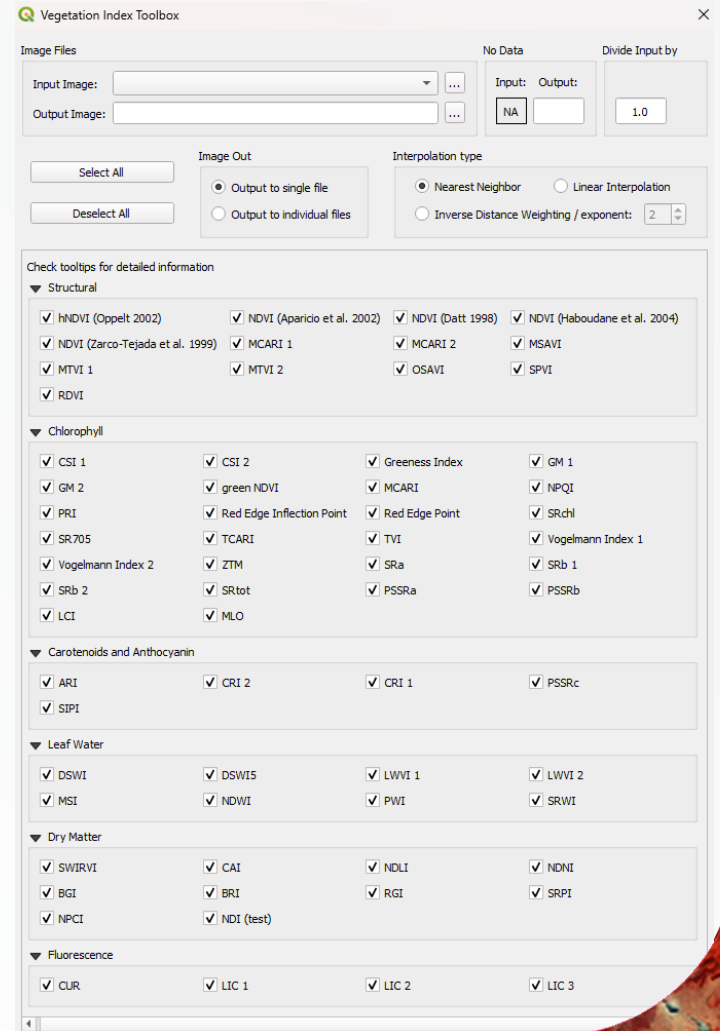 Vegetation Index Toolbox
Image Files
No Data
Divide Input by
Input Image:
...
Input: Output:
Output Image:
...
NA
1.0
Select All
Deselect All
Image Out
Output to single file
Output to individual files
Interpolation type
Nearest Neighbor
Linear Interpolation
Inverse Distance Weighting / exponent: 2
Check tooltips for detailed information
Structural
hNDVI (Oppelt 2002) NDVI (Aparicio et al. 2002) NDVI (Datt 1998) NDVI (Haboudane et al. 2004)
NDVI (Zarco-Tejada et al. 1999) MCARI 1 MCARI 2 MSAVI
MTVI 1 MTVI 2 OSAVI SPVI
RDVI
Chlorophyll
CSI 1 CSI 2 Greeness Index GM 1
GM 2 green NDVI MCARI NPQI
PRI Red Edge Inflection Point Red Edge Point SRchl
SR705 TCARI TVI Vogelmann Index 1
Vogelmann Index 2 ZTM SRa SRb 1
SRb 2 SRtot PSSRa PSSRb
LCI MLO
Carotenoids and Anthocyanin
ARI CRI 2 CRI 1 PSSRc
SIPI
Leaf Water
DSWI DSWI5 LWVI 1 LWVI 2
MSI NDWI PWI SRWI
Dry Matter
SWIRVI CAI NDLI NDNI
BGI BRI RGI SRPI
NPCI NDI (test)
Fluorescence
CUR LIC 1 LIC 2 LIC 3